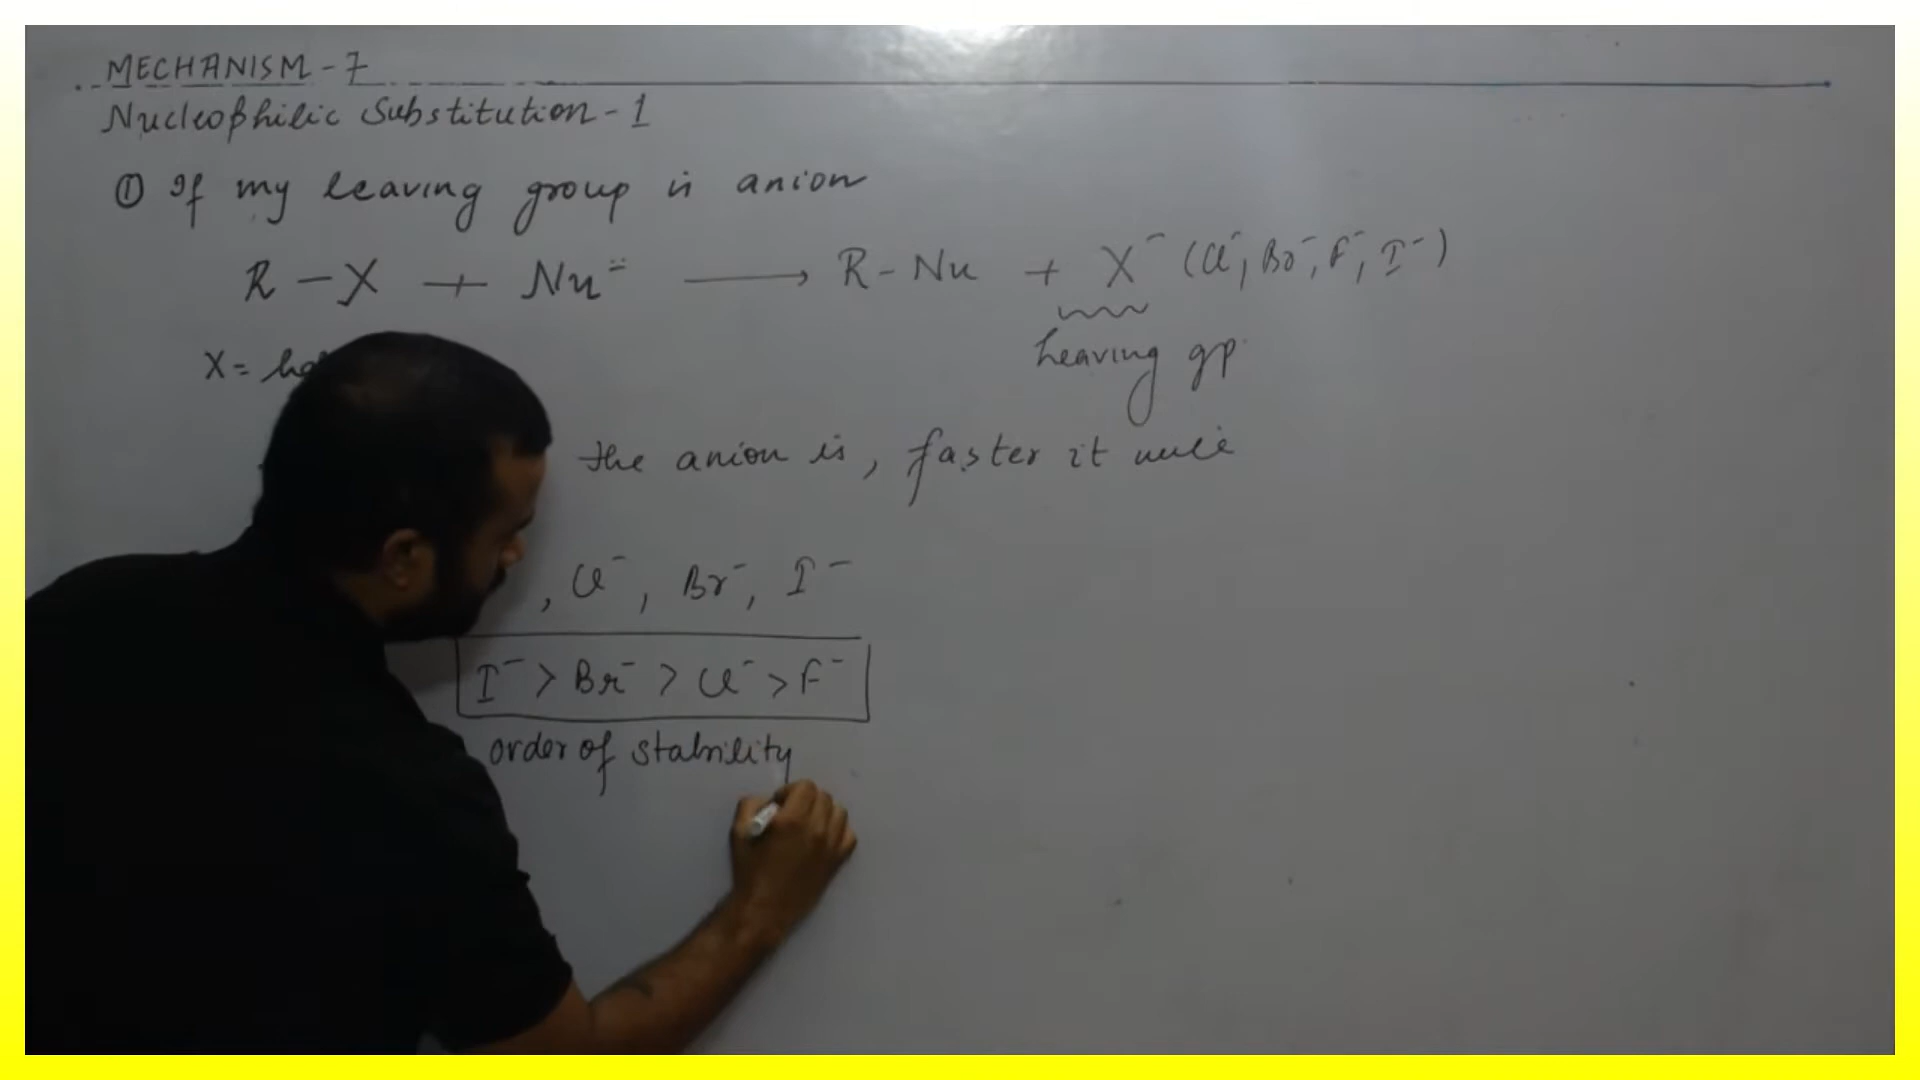 MECHANISM - 7
Nucleophilic Substitution - 1
① If my leaving group is anion
R - X + Nu⁻ ⟶ R - Nu + X⁻ (Cl⁻, Br⁻, F⁻, I⁻)
X =
Leaving gp
the anion is, faster it
, Cl⁻, Br⁻, I⁻
I⁻ > Br⁻ > Cl⁻ > F⁻
order of stability